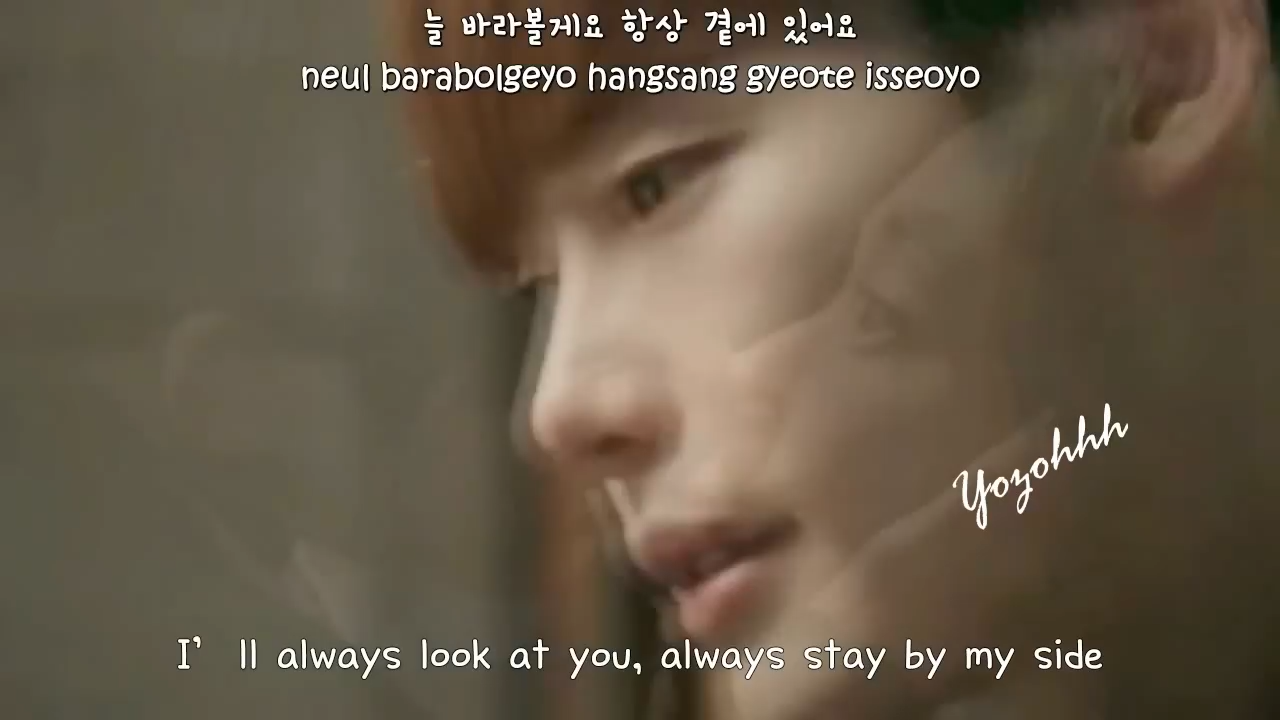 늘 바라볼게요 항상 곁에 있어요
neul barabolgeyo hangsang gyeote isseoyo
Yozohhh
I’ ll always look at you, always stay by my side